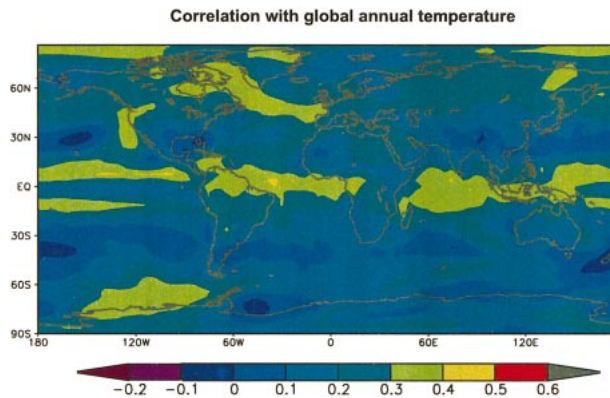 Correlation with global annual temperature
60N
30N
EQ
30S
60S
90S
180 120W 60W 0 60E 120E
-0.2 -0.1 0 0.1 0.2 0.3 0.4 0.5 0.6